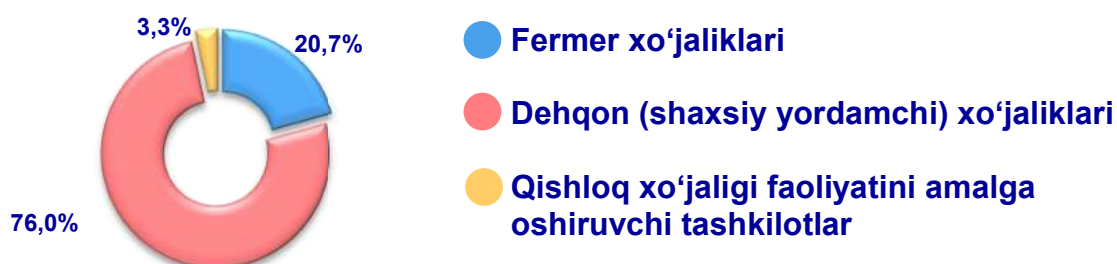 3,3%
20,7%
76,0%
Fermer xo‘jaliklari
Dehqon (shaxsiy yordamchi) xo‘jaliklari
Qishloq xo‘jaligi faoliyatini amalga
oshiruvchi tashkilotlar